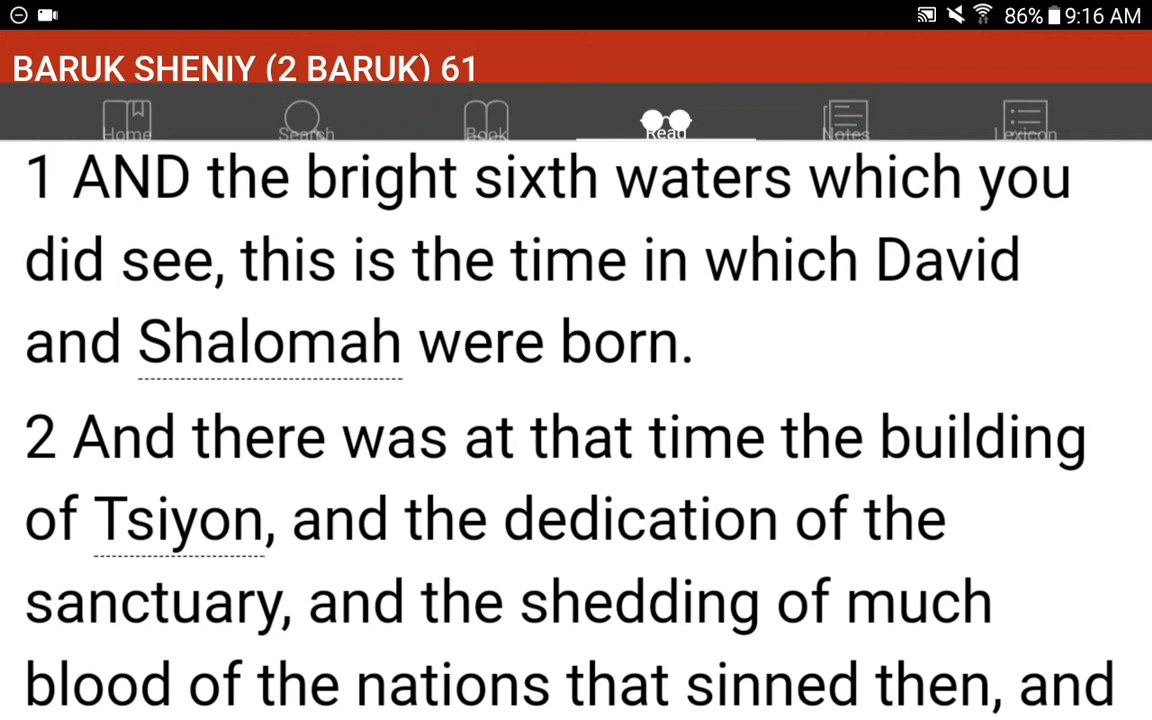 86% 9:16 AM
BARUK SHENIY (2 BARUK) 61
Home Search Book Read Notes Lexicon
1 AND the bright sixth waters which you
did see, this is the time in which David
and Shalomah were born.
2 And there was at that time the building
of Tsiyon, and the dedication of the
sanctuary, and the shedding of much
blood of the nations that sinned then, and